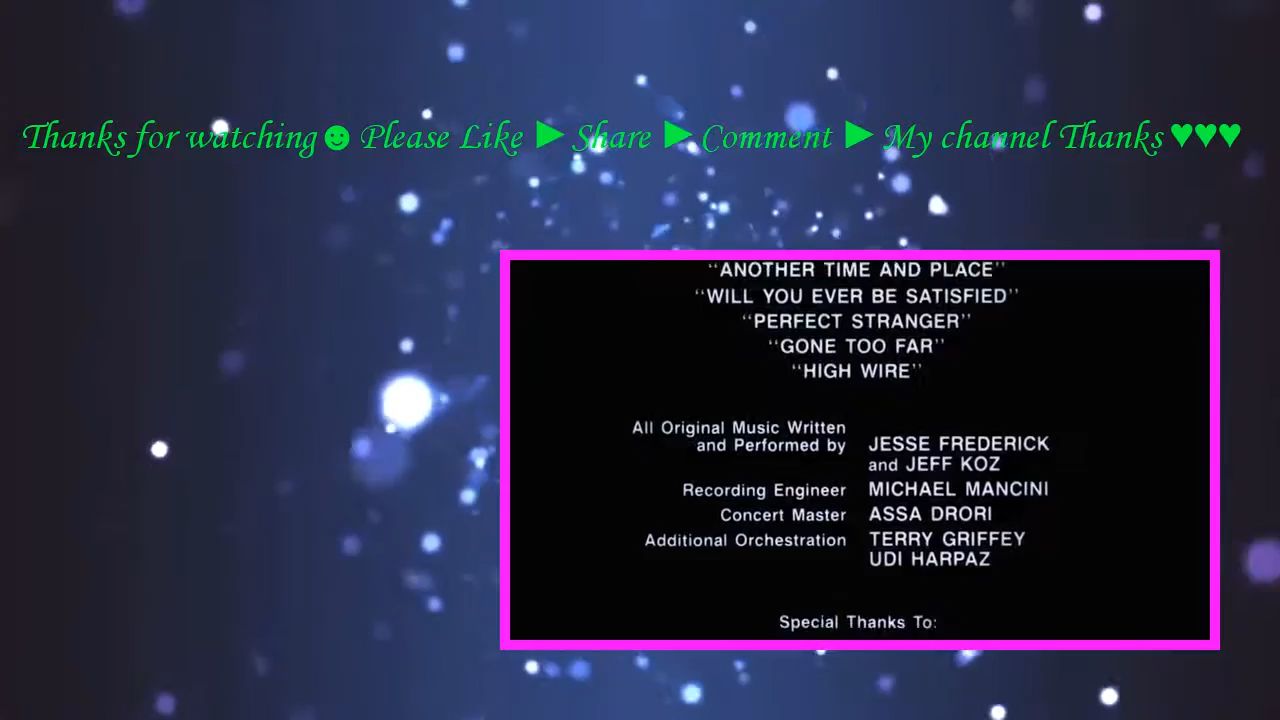 Thanks for watching☻Please Like ►Share ►Comment ►My channel Thanks♥♥♥
‘‘ANOTHER TIME AND PLACE’’
‘‘WILL YOU EVER BE SATISFIED’’
‘‘PERFECT STRANGER’’
‘‘GONE TOO FAR’’
‘‘HIGH WIRE’’
All Original Music Written
and Performed by JESSE FREDERICK
and JEFF KOZ
Recording Engineer MICHAEL MANCINI
Concert Master ASSA DRORI
Additional Orchestration TERRY GRIFFEY
UDI HARPAZ
Special Thanks To: